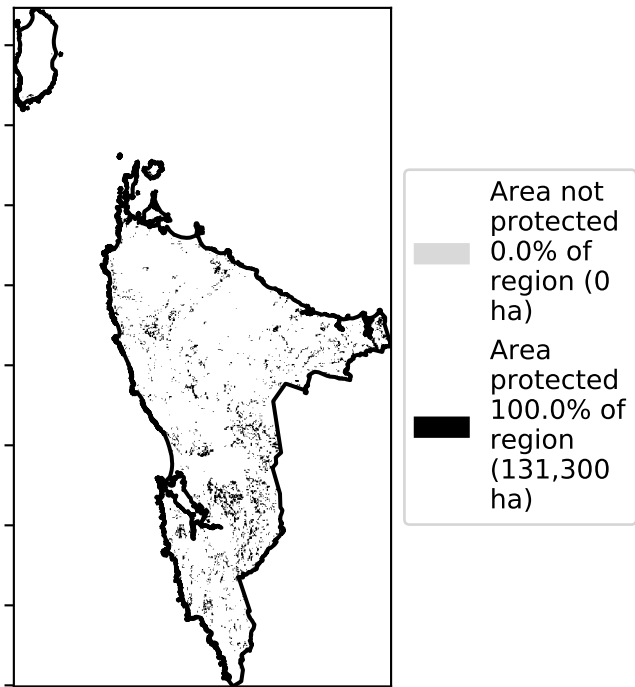 Area not
protected
0.0% of
region (0
ha)
Area
protected
100.0% of
region
(131,300
ha)